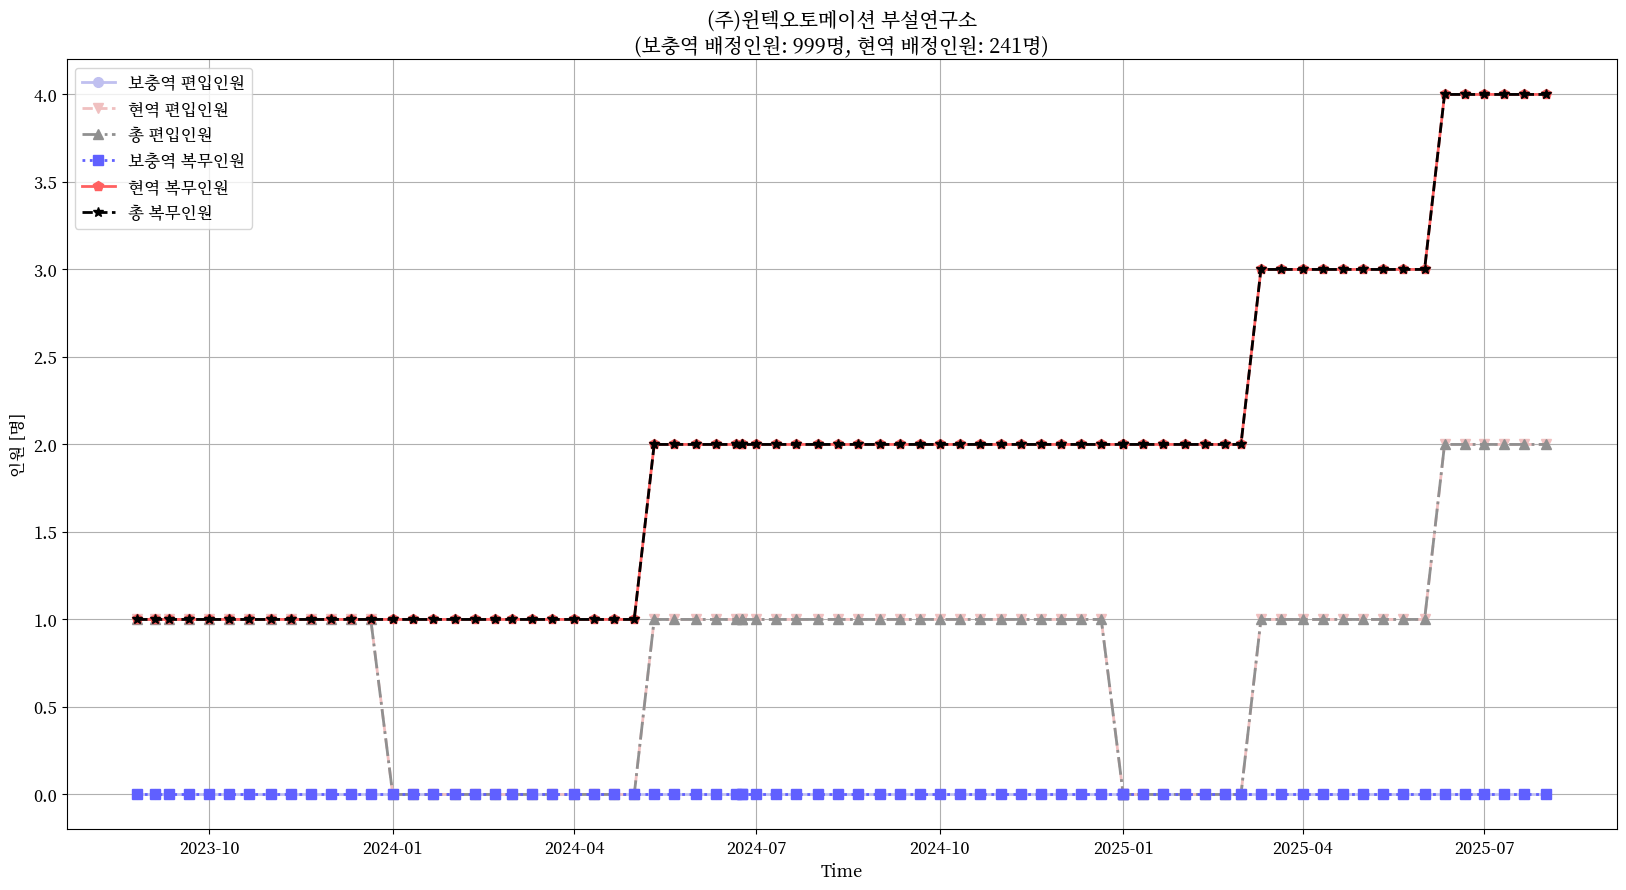 (주)윈텍오토메이션 부설연구소
(보충역 배정인원: 999명, 현역 배정인원: 241명)
보충역 편입인원
현역 편입인원
총 편입인원
보충역 복무인원
현역 복무인원
총 복무인원
4.0
3.5
3.0
2.5
2.0
1.5
1.0
0.5
0.0
인원 [명]
2023-10
2024-01
2024-04
2024-07
2024-10
2025-01
2025-04
2025-07
Time